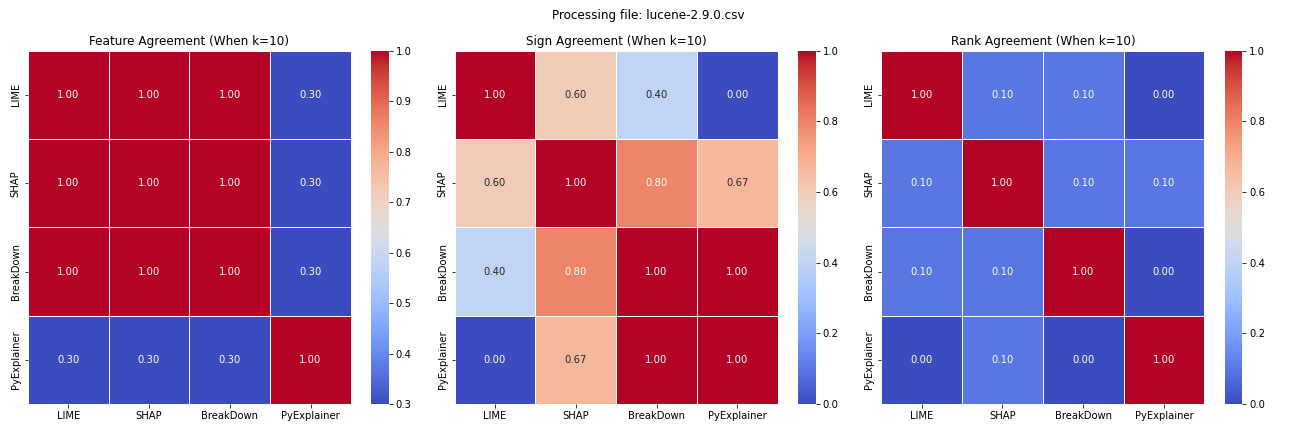 Processing file: lucene-2.9.0.csv
Feature Agreement (When k=10)
LIME
SHAP
BreakDown
PyExplainer
1.00 1.00 1.00 0.30
1.00 1.00 1.00 0.30
1.00 1.00 1.00 0.30
0.30 0.30 0.30 1.00
LIME SHAP BreakDown PyExplainer
1.0
0.9
0.8
0.7
0.6
0.5
0.4
0.3
Sign Agreement (When k=10)
LIME
SHAP
BreakDown
PyExplainer
1.00 0.60 0.40 0.00
0.60 1.00 0.80 0.67
0.40 0.80 1.00 1.00
0.00 0.67 1.00 1.00
LIME SHAP BreakDown PyExplainer
1.0
0.8
0.6
0.4
0.2
0.0
Rank Agreement (When k=10)
LIME
SHAP
BreakDown
PyExplainer
1.00 0.10 0.10 0.00
0.10 1.00 0.10 0.10
0.10 0.10 1.00 0.00
0.00 0.10 0.00 1.00
LIME SHAP BreakDown PyExplainer
1.0
0.8
0.6
0.4
0.2
0.0